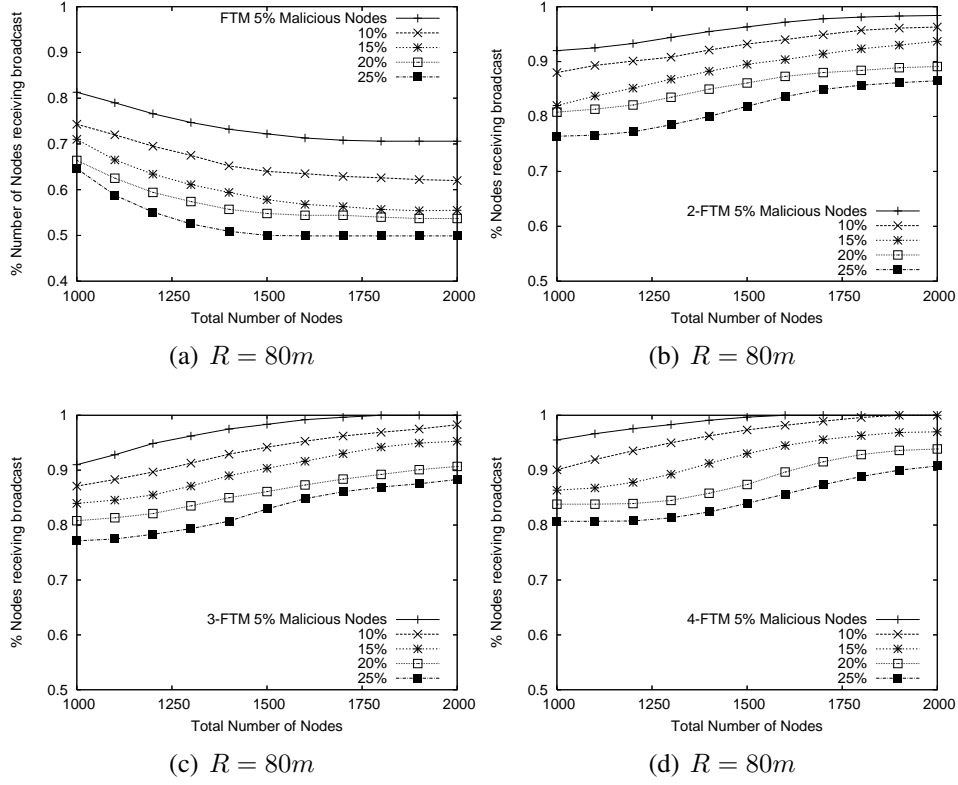 1
0.9
0.8
0.7
0.6
0.5
0.4
1000 1250 1500 1750 2000
% Number of Nodes receiving broadcast
Total Number of Nodes
FTM 5% Malicious Nodes
10%
15%
20%
25%
(a) R = 80m
1
0.9
0.8
0.7
0.6
0.5
1000 1250 1500 1750 2000
% Nodes receiving broadcast
Total Number of Nodes
2-FTM 5% Malicious Nodes
10%
15%
20%
25%
(b) R = 80m
1
0.9
0.8
0.7
0.6
0.5
1000 1250 1500 1750 2000
% Nodes receiving broadcast
Total Number of Nodes
3-FTM 5% Malicious Nodes
10%
15%
20%
25%
(c) R = 80m
1
0.9
0.8
0.7
0.6
0.5
1000 1250 1500 1750 2000
% Nodes receiving broadcast
Total Number of Nodes
4-FTM 5% Malicious Nodes
10%
15%
20%
25%
(d) R = 80m